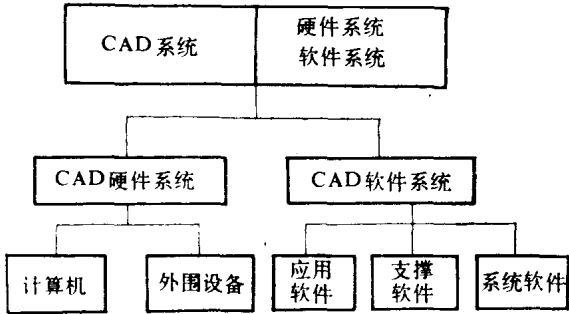 CAD系统
硬件系统
软件系统
CAD硬件系统
CAD软件系统
计算机
外围设备
应用
软件
支撑
软件
系统软件